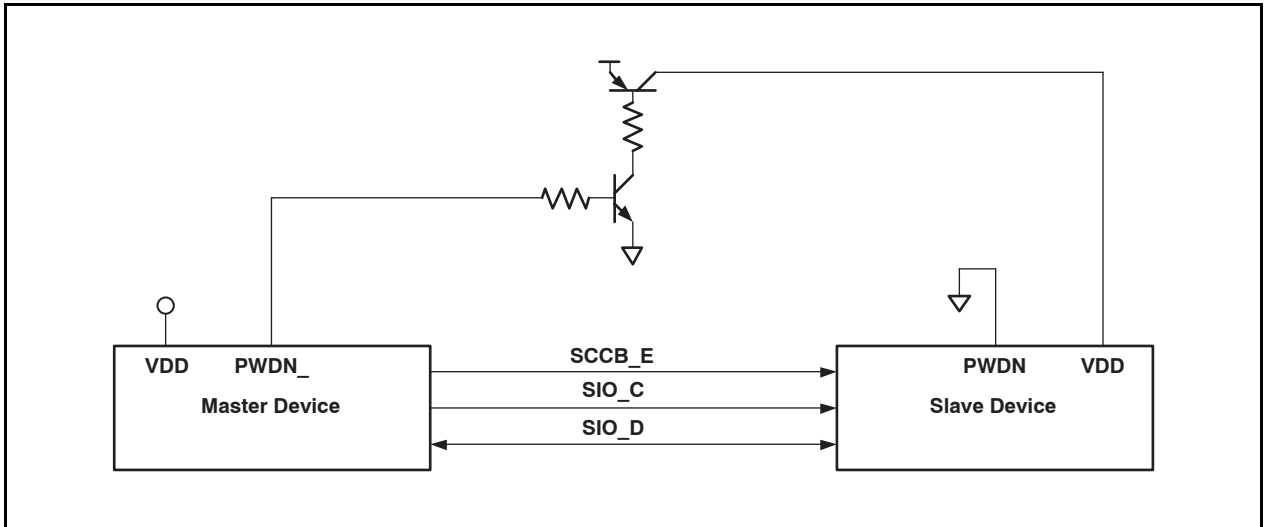 SCCB_E
VDD PWDN_
PWDN VDD
SIO_C
Master Device
Slave Device
SIO_D